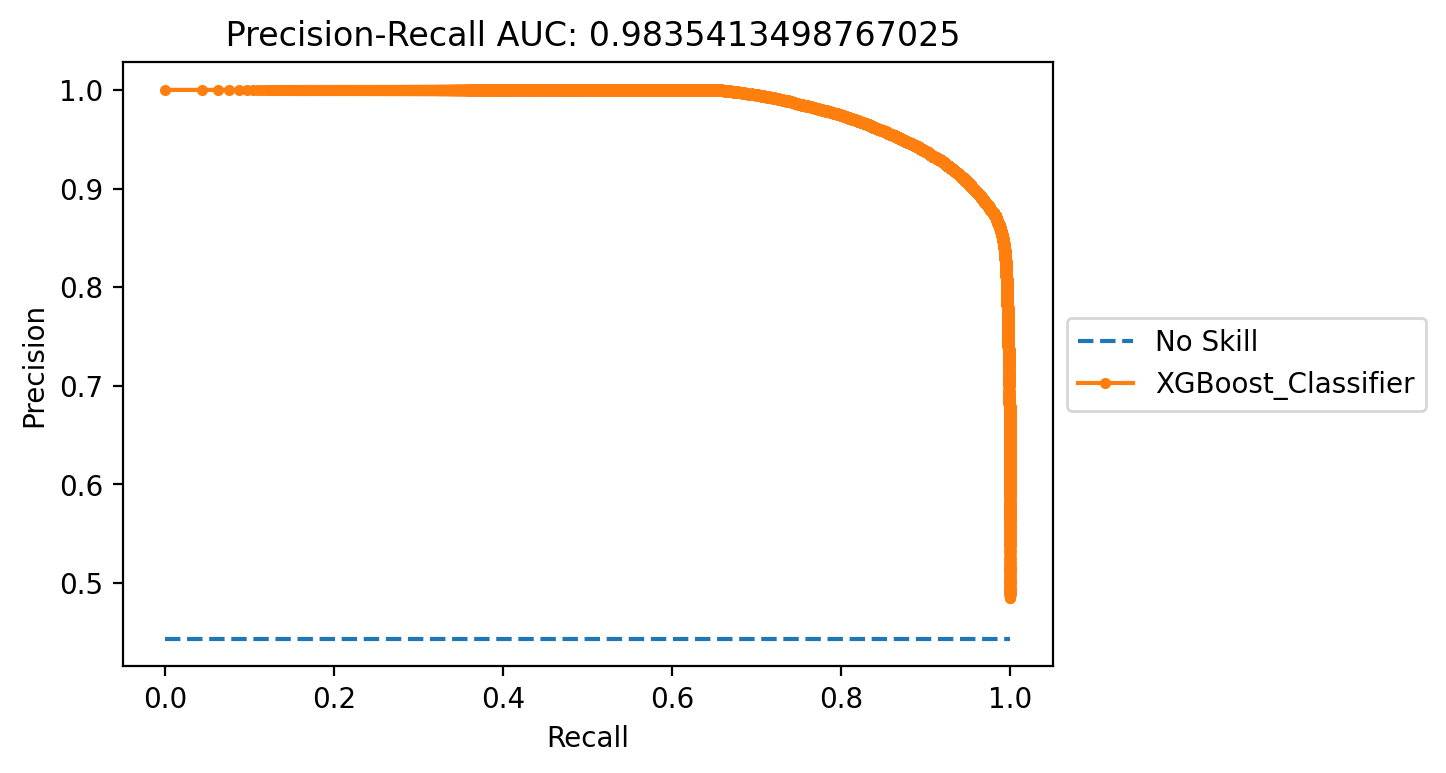 Precision-Recall AUC: 0.9835413498767025
1.0
0.9
0.8
0.7
0.6
0.5
Precision
0.0 0.2 0.4 0.6 0.8 1.0
Recall
No Skill
XGBoost_Classifier